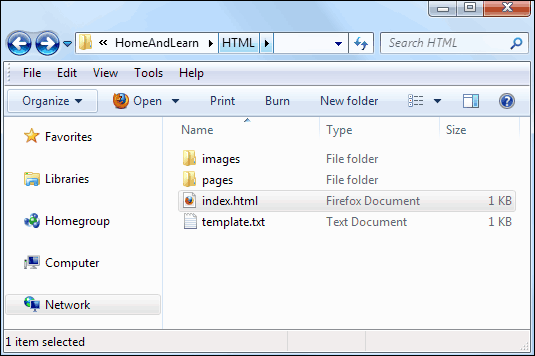 « HomeAndLearn HTML Search HTML
File Edit View Tools Help
Organize Open Print Burn New folder
Name Type Size
Favorites
Libraries
Homegroup
Computer
Network
images File folder
pages File folder
index.html Firefox Document 1 KB
template.txt Text Document 1 KB
1 item selected